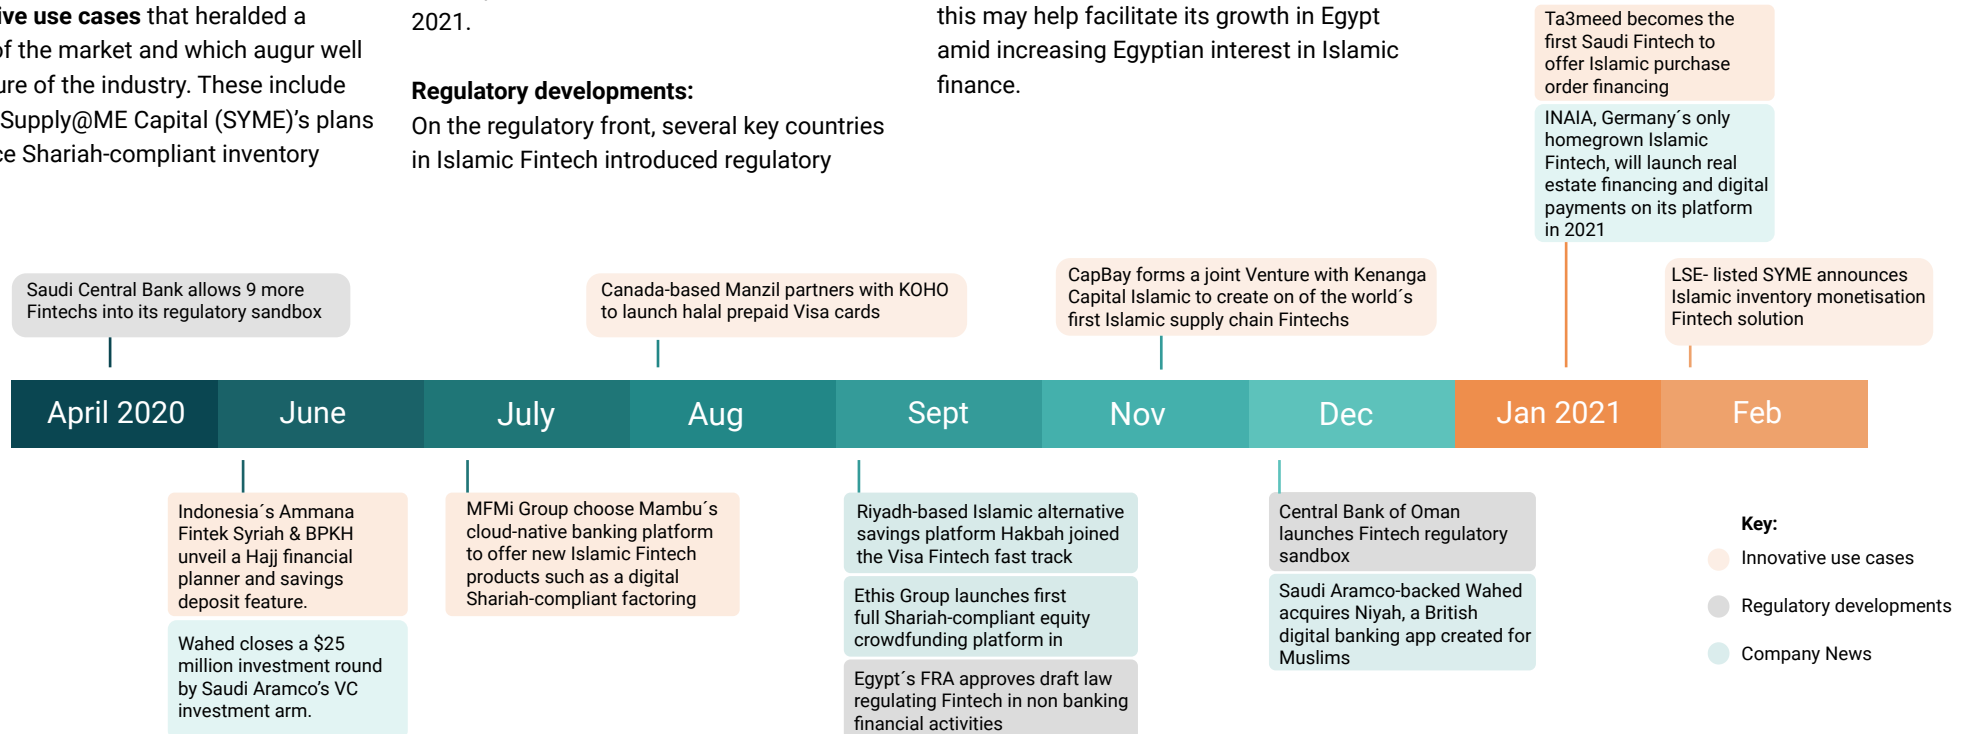 ive use cases that heralded a
of the market and which augur well
ure of the industry. These include
Supply@ME Capital (SYME)'s plans
ce Shariah-compliant inventory
2021.
Regulatory developments:
On the regulatory front, several key countries
in Islamic Fintech introduced regulatory
this may help facilitate its growth in Egypt
amid increasing Egyptian interest in Islamic
finance.
Ta3meed becomes the
first Saudi Fintech to
offer Islamic purchase
order financing
INAIA, Germany´s only
homegrown Islamic
Fintech, will launch real
estate financing and digital
payments on its platform
in 2021
Saudi Central Bank allows 9 more
Fintechs into its regulatory sandbox
Canada-based Manzil partners with KOHO
to launch halal prepaid Visa cards
CapBay forms a joint Venture with Kenanga
Capital Islamic to create on of the world´s
first Islamic supply chain Fintechs
LSE- listed SYME announces
Islamic inventory monetisation
Fintech solution
April 2020 June July Aug Sept Nov Dec Jan 2021 Feb
Indonesia´s Ammana
Fintek Syriah & BPKH
unveil a Hajj financial
planner and savings
deposit feature.
Wahed closes a $25
million investment round
by Saudi Aramco’s VC
investment arm.
MFMi Group choose Mambu´s
cloud-native banking platform
to offer new Islamic Fintech
products such as a digital
Shariah-compliant factoring
Riyadh-based Islamic alternative
savings platform Hakbah joined
the Visa Fintech fast track
Ethis Group launches first
full Shariah-compliant equity
crowdfunding platform in
Egypt´s FRA approves draft law
regulating Fintech in non banking
financial activities
Central Bank of Oman
launches Fintech regulatory
sandbox
Saudi Aramco-backed Wahed
acquires Niyah, a British
digital banking app created for
Muslims
Key:
Innovative use cases
Regulatory developments
Company News